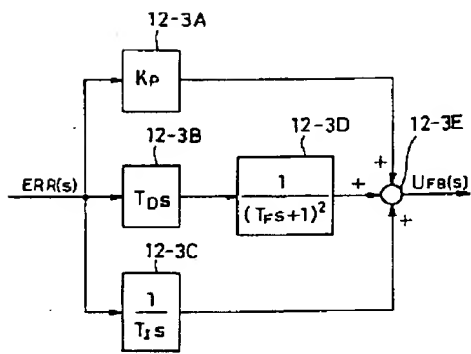 12-3A
KP
12-3B
12-3D
12-3E
ERR(s)
TDS
1
(TFS+1)²
+
+
+
UFB(s)
12-3C
1
TIS